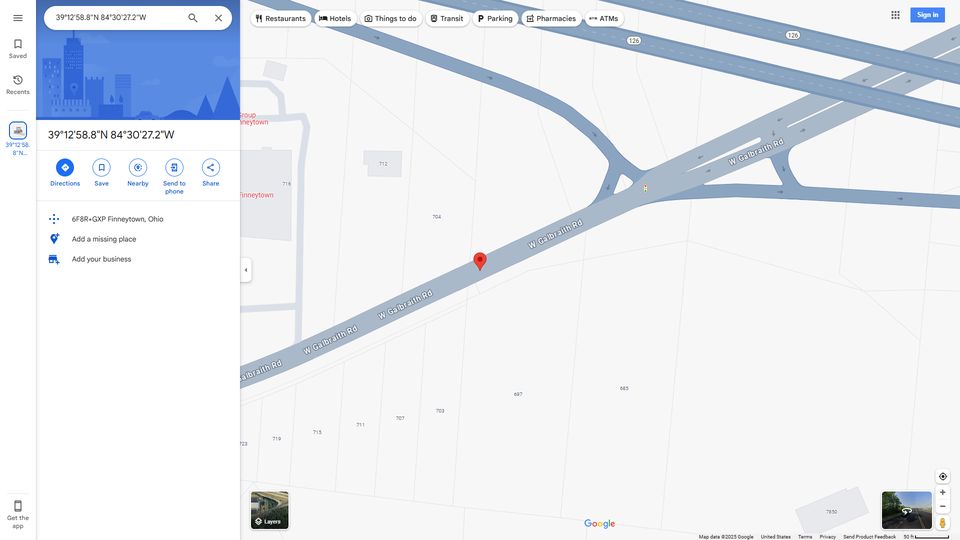 39°12'58.8"N 84°30'27.2"W
Restaurants
Hotels
Things to do
Transit
Parking
Pharmacies
ATMs
Sign in
Saved
Recents
39°12'58.
8"N...
39°12'58.8"N 84°30'27.2"W
Directions
Save
Nearby
Send to
phone
Share
6F8R+GXP Finneytown, Ohio
Add a missing place
Add your business
Get the
app
126
126
Group
nneytown
712
716
Finneytown
704
W Galbraith Rd
W Galbraith Rd
W Galbraith Rd
W Galbraith Rd
albraith Rd
685
697
703
707
711
715
719
723
7850
Layers
Google
Map data ©2025 Google
United States
Terms
Privacy
Send Product Feedback
50 ft